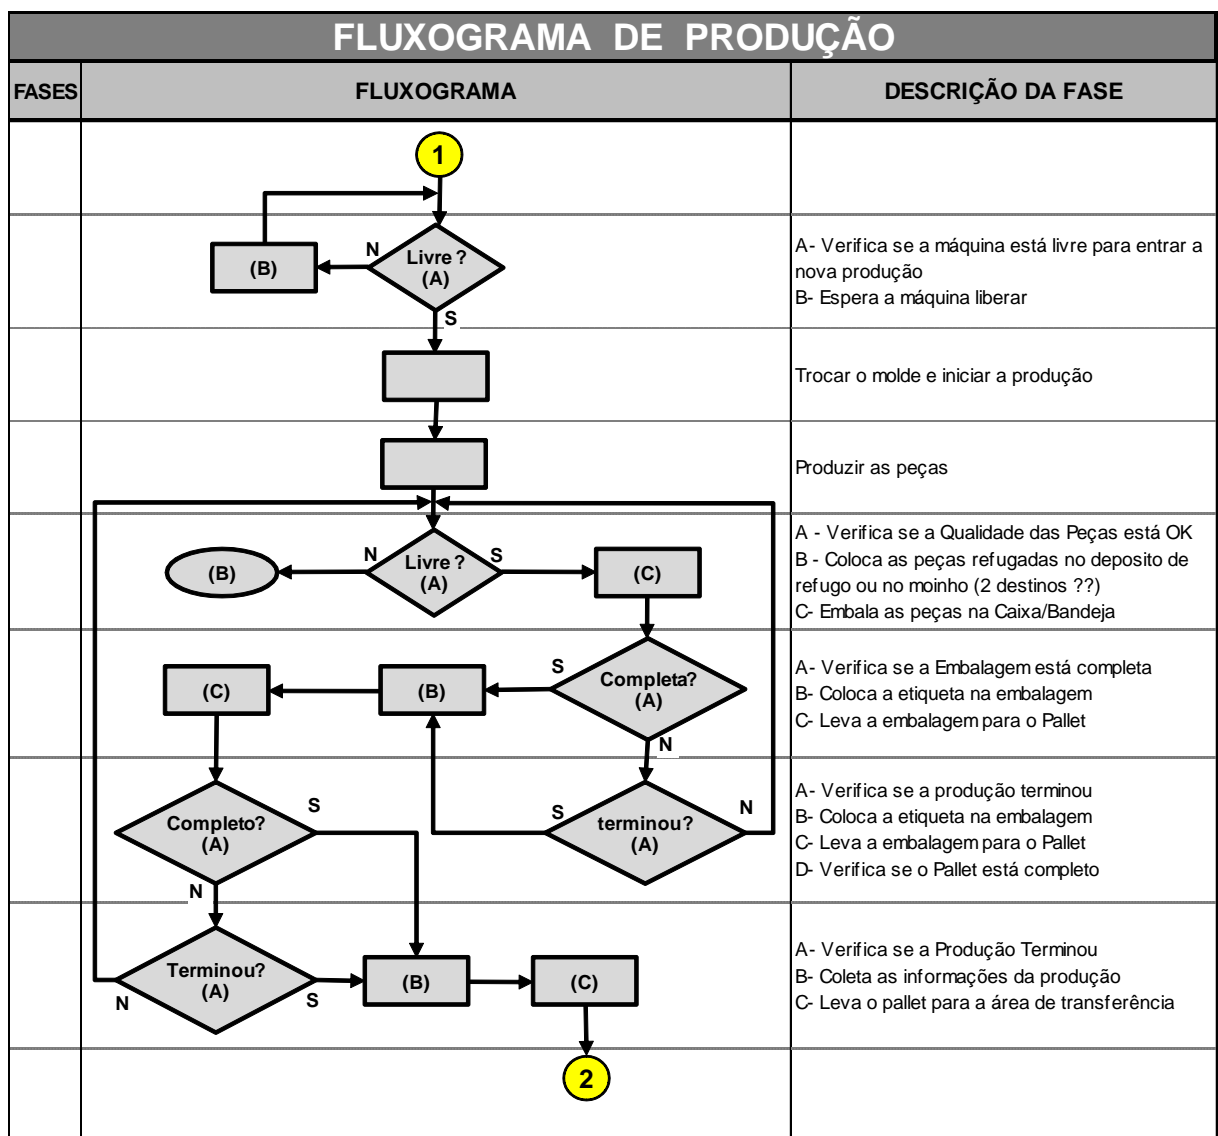 FLUXOGRAMA DE PRODUÇÃO
FASES
FLUXOGRAMA
DESCRIÇÃO DA FASE
1
N
Livre ?
(A)
(B)
S
A- Verifica se a máquina está livre para entrar a
nova produção
B- Espera a máquina liberar
Trocar o molde e iniciar a produção
Produzir as peças
N
Livre ?
(A)
S
(B)
(C)
A - Verifica se a Qualidade das Peças está OK
B - Coloca as peças refugadas no deposito de
refugo ou no moinho (2 destinos ??)
C- Embala as peças na Caixa/Bandeja
(C)
(B)
S
Completa?
(A)
N
A- Verifica se a Embalagem está completa
B- Coloca a etiqueta na embalagem
C- Leva a embalagem para o Pallet
Completo?
(A)
S
N
S
terminou?
(A)
N
A- Verifica se a produção terminou
B- Coloca a etiqueta na embalagem
C- Leva a embalagem para o Pallet
D- Verifica se o Pallet está completo
Terminou?
(A)
N
S
(B)
(C)
A- Verifica se a Produção Terminou
B- Coleta as informações da produção
C- Leva o pallet para a área de transferência
2